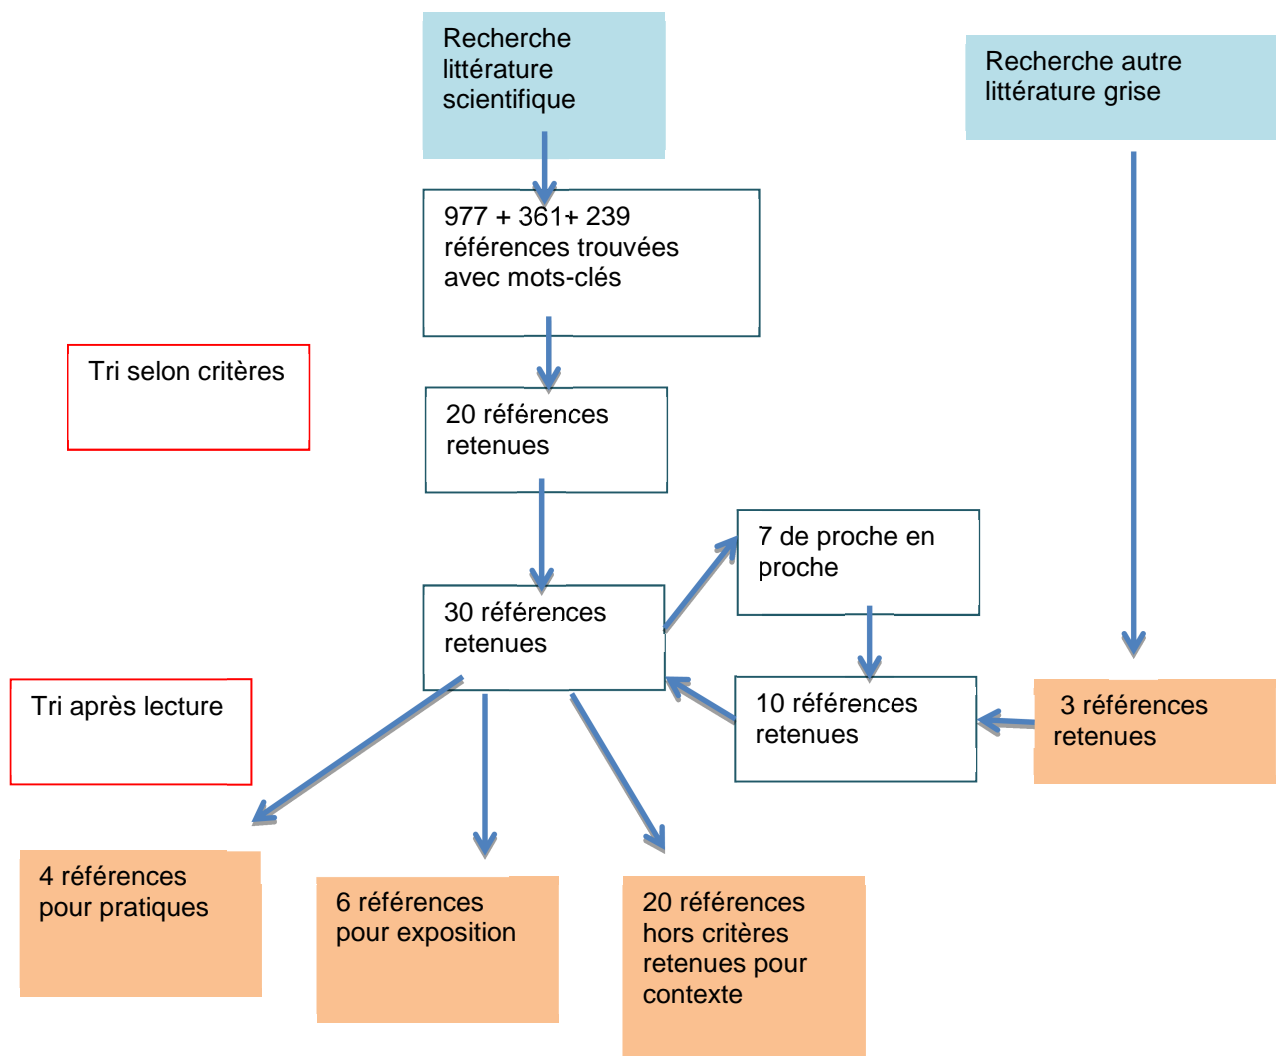 Recherche
littérature
scientifique
Recherche autre
littérature grise
977 + 361+ 239
références trouvées
avec mots-clés
Tri selon critères
20 références
retenues
7 de proche en
proche
30 références
retenues
Tri après lecture
10 références
retenues
3 références
retenues
4 références
pour pratiques
6 références
pour exposition
20 références
hors critères
retenues pour
contexte